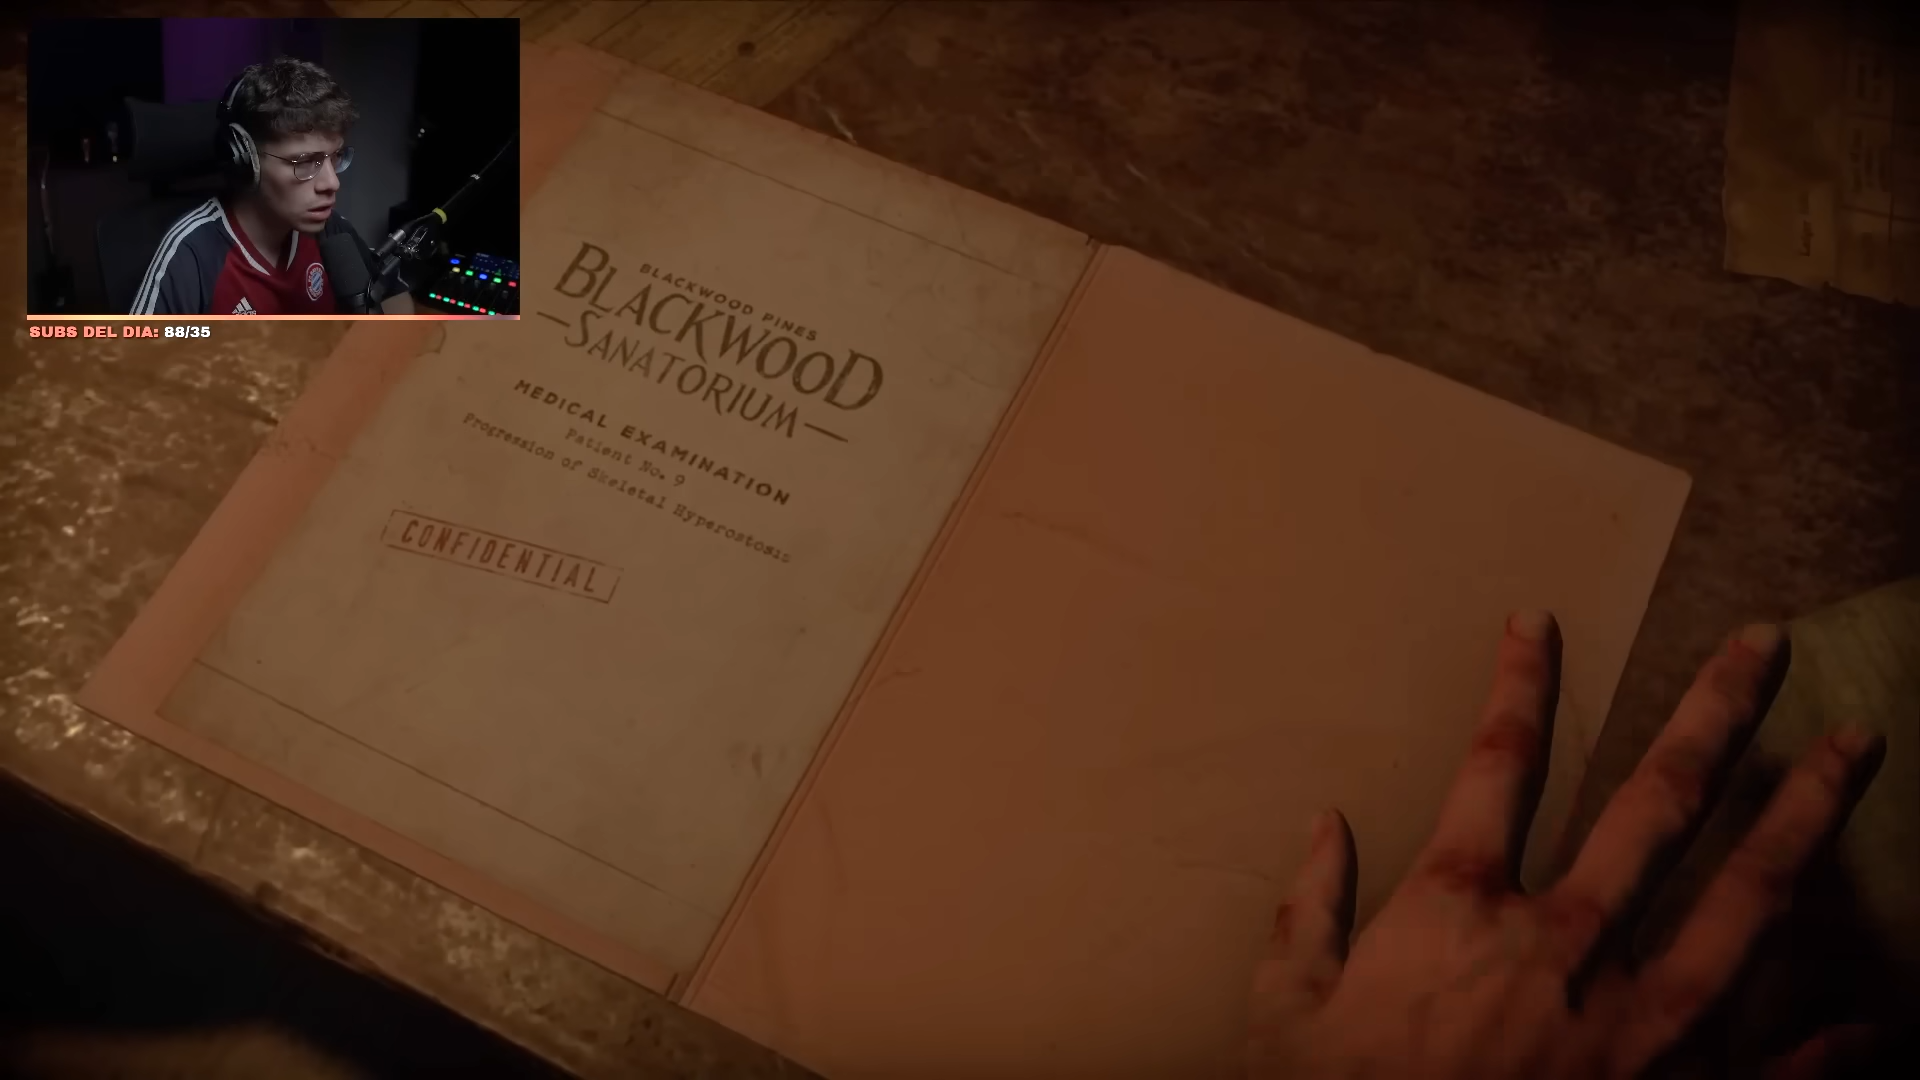 SUBS DEL DIA: 88/35
BLACKWOOD PINES
BLACKWOOD
SANATORIUM
MEDICAL EXAMINATION
Patient No. 9
Progression of Skeletal Hyperostosis
CONFIDENTIAL